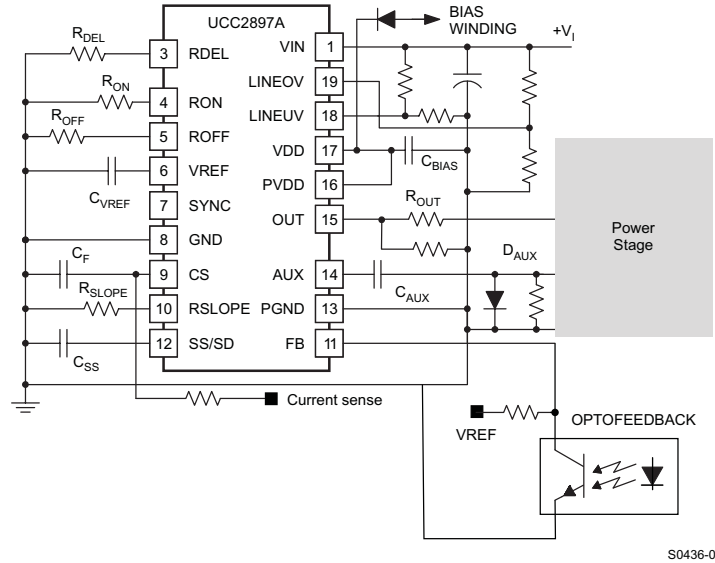 UCC2897A
BIAS
WINDING
+VI
RDEL
3
RDEL
VIN
1
LINEOV
19
RON
4
RON
LINEUV
18
ROFF
5
ROFF
VDD
17
CBIAS
CVREF
6
VREF
PVDD
16
7
SYNC
OUT
15
ROUT
8
GND
Power
Stage
CF
9
CS
AUX
14
CAUX
DAUX
RSLOPE
10
RSLOPE
PGND
13
CSS
12
SS/SD
FB
11
Current sense
VREF
OPTOFEEDBACK
S0436-0